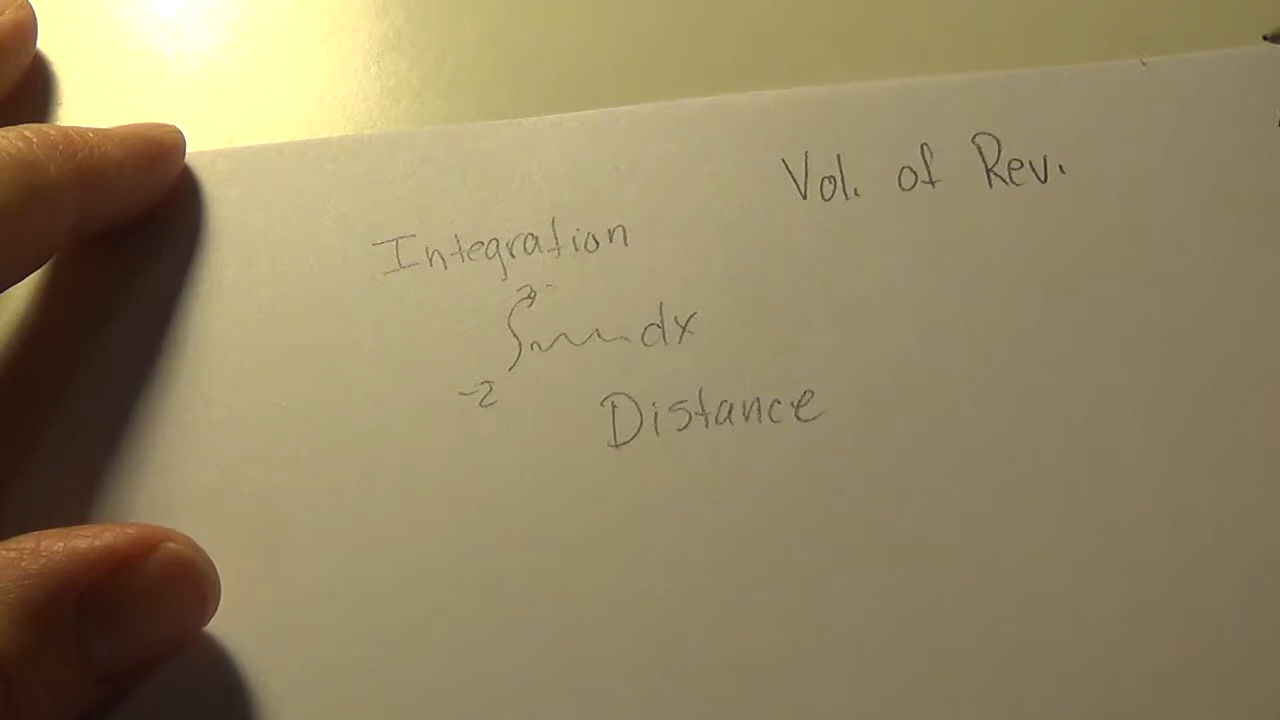 Vol. of Rev.
Integration
∫ dx
-2
Distance